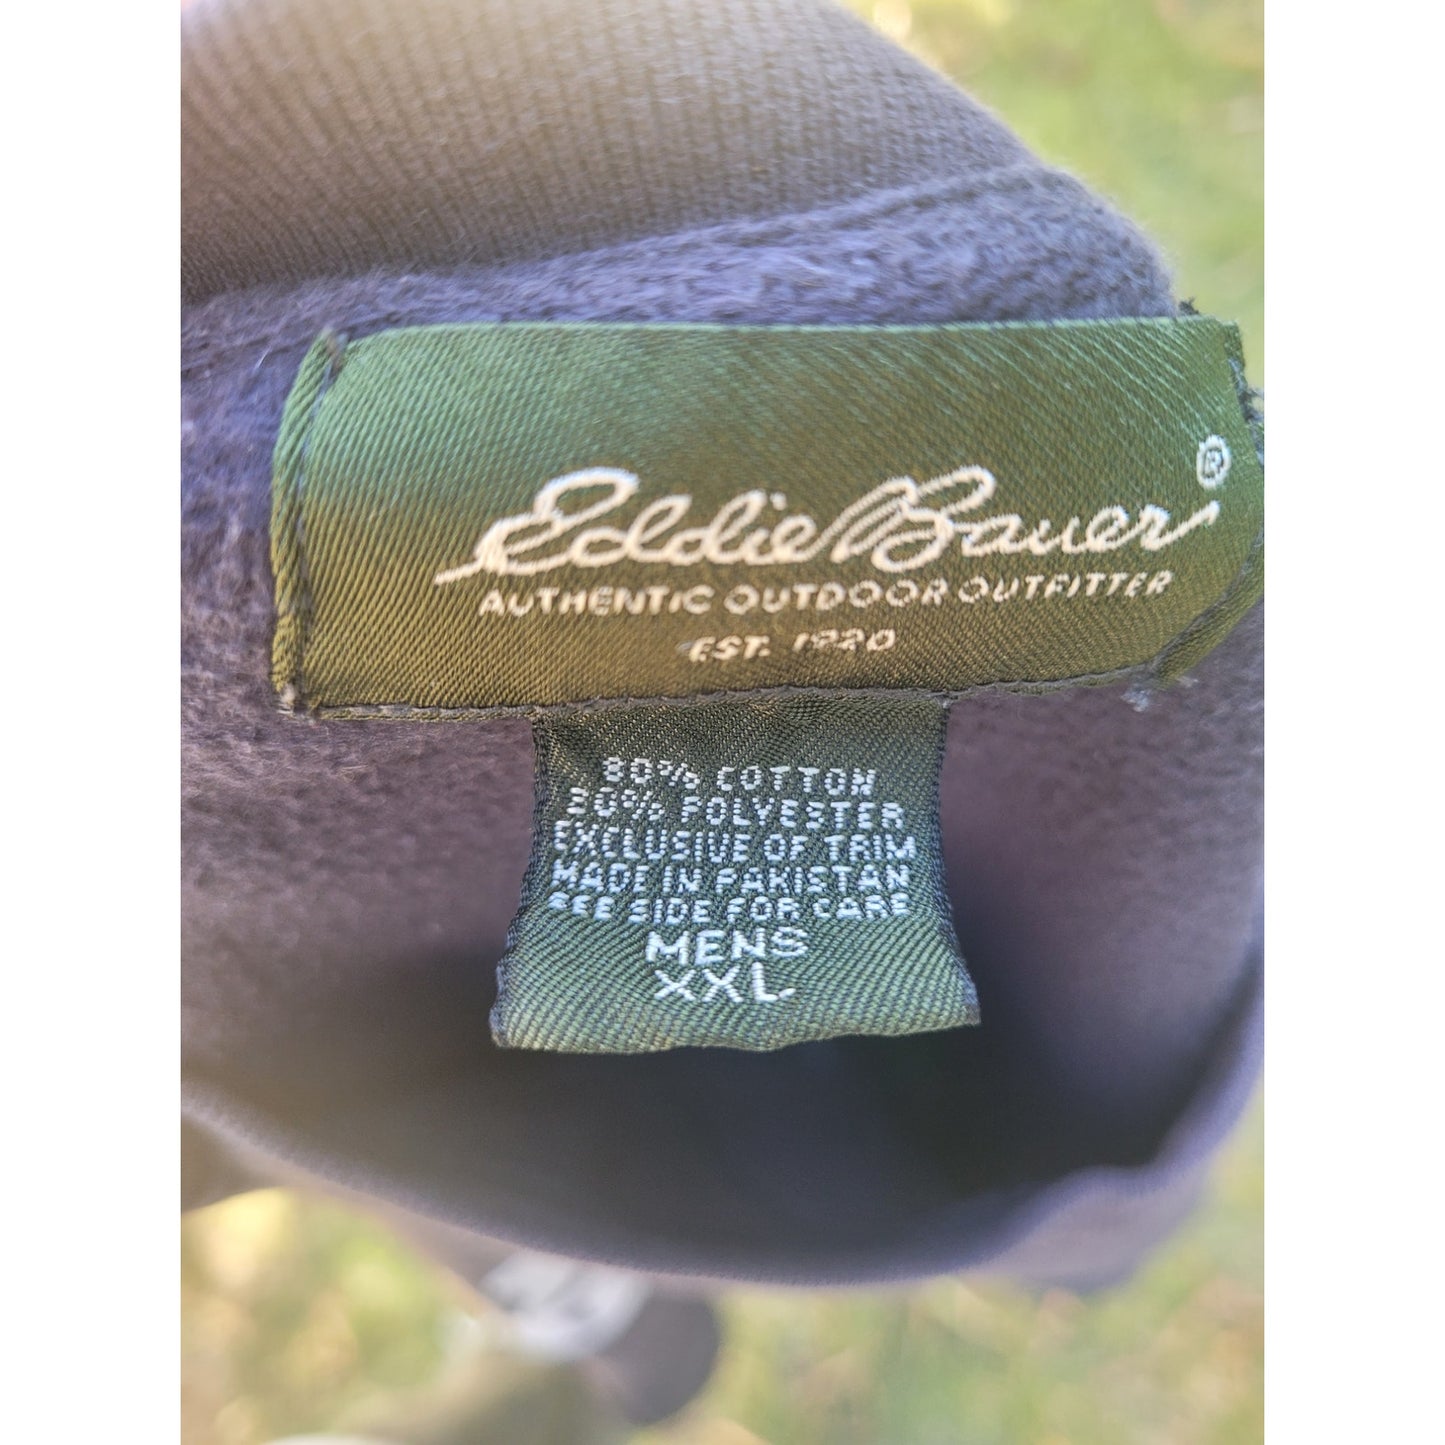 Eddie Bauer®
AUTHENTIC OUTDOOR OUTFITTER
EST. 1920
80% COTTON
20% POLYESTER
EXCLUSIVE OF TRIM
MADE IN PAKISTAN
SEE SIDE FOR CARE
MENS
XXL